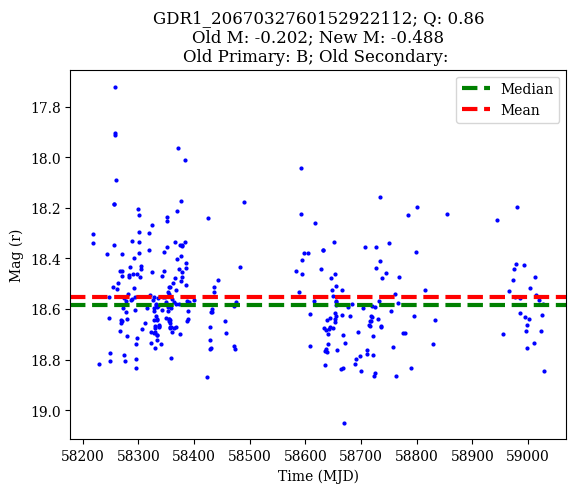 GDR1_2067032760152922112; Q: 0.86
Old M: -0.202; New M: -0.488
Old Primary: B; Old Secondary:
Median
Mean
Mag (r)
17.8
18.0
18.2
18.4
18.6
18.8
19.0
58200 58300 58400 58500 58600 58700 58800 58900 59000
Time (MJD)